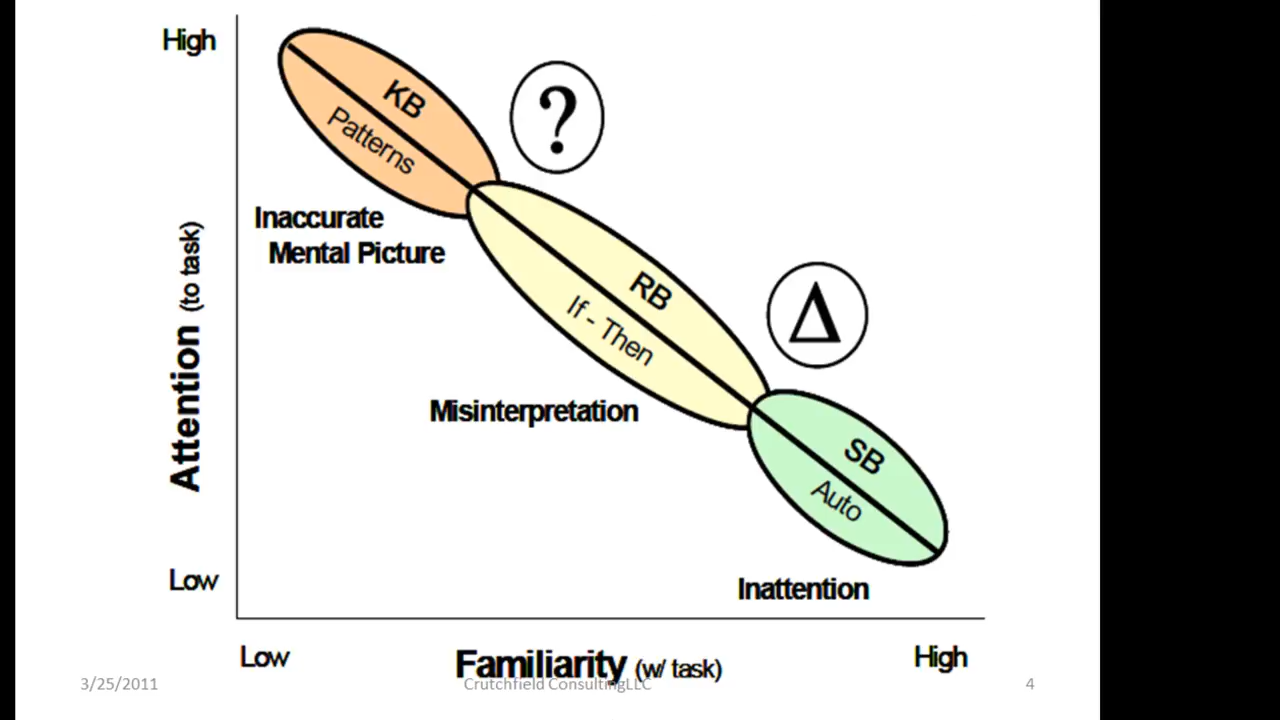 High
KB
Patterns
?
Inaccurate
Mental Picture
RB
If - Then
Δ
Misinterpretation
SB
Auto
Inattention
Attention (to task)
Low
Low
Familiarity (w/ task)
High
3/25/2011
Crutchfield ConsultingLLC
4